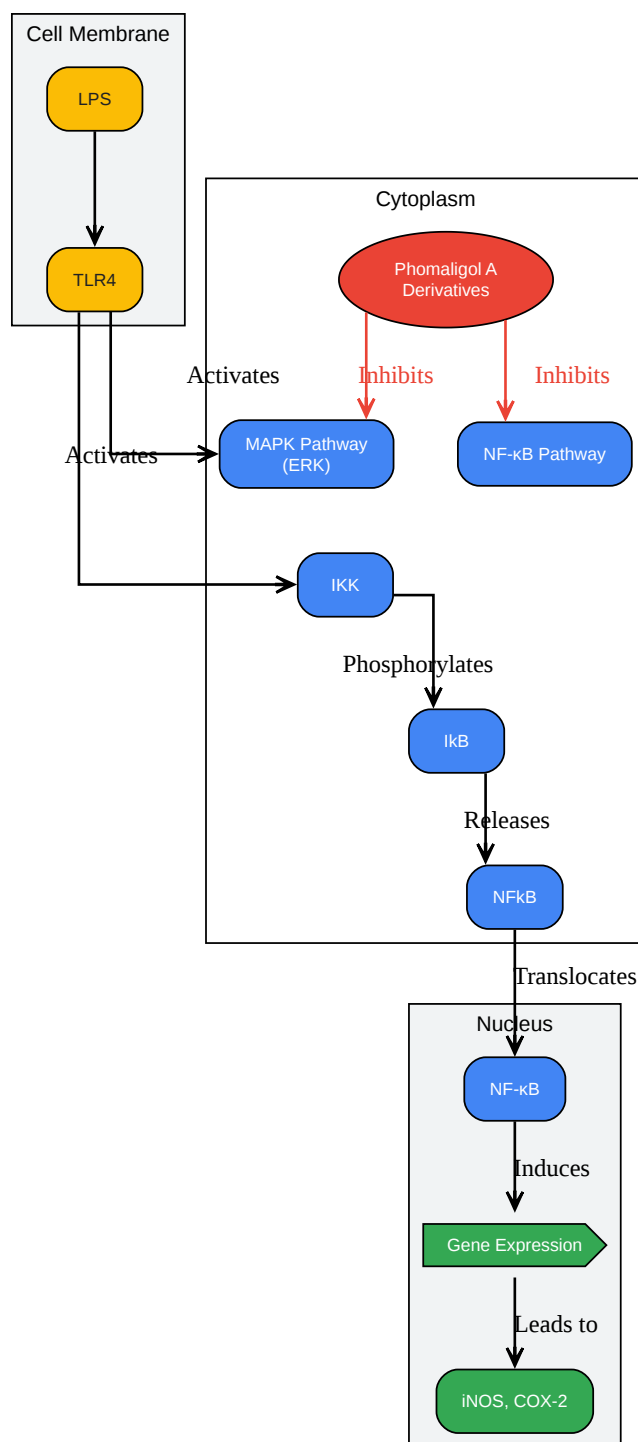 Cell Membrane
LPS
TLR4
Cytoplasm
Phomaligol A
Derivatives
Activates
Inhibits
Inhibits
MAPK Pathway
(ERK)
NF-κB Pathway
Activates
IKK
Phosphorylates
IkB
Releases
NFkB
Translocates
Nucleus
NF-κB
Induces
Gene Expression
Leads to
iNOS, COX-2